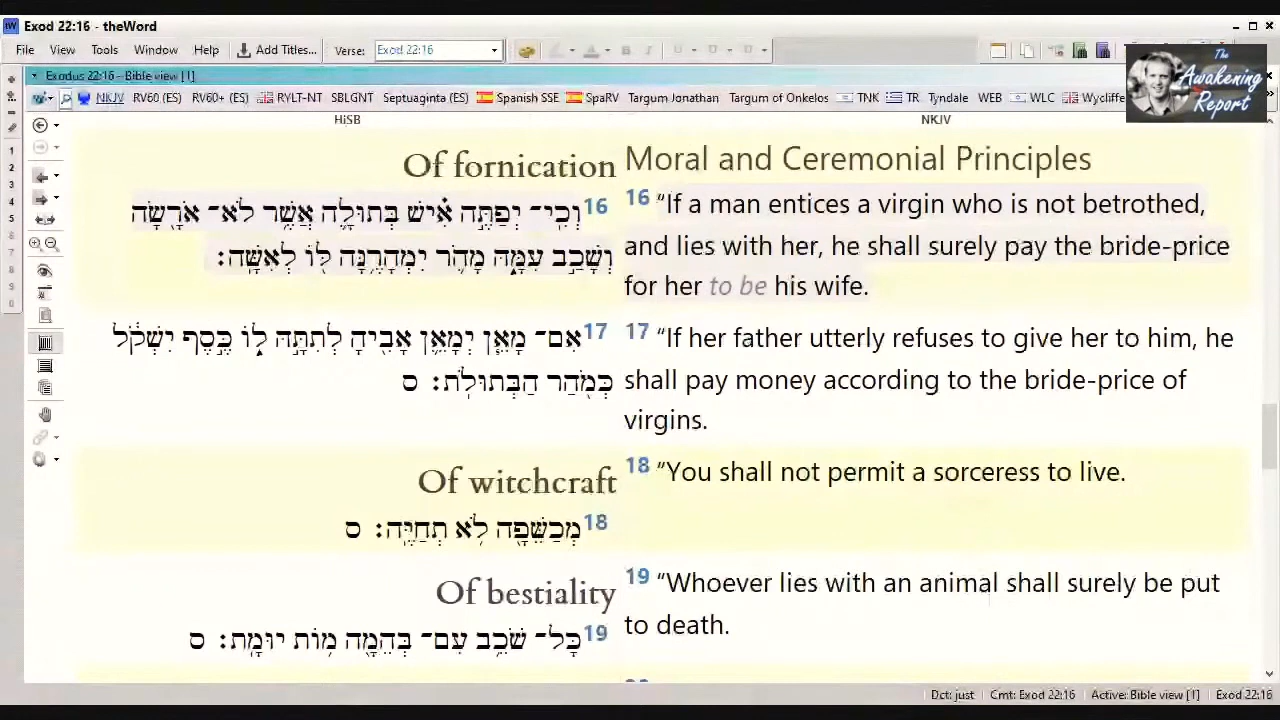 Exod 22:16 - theWord
File View Tools Window Help Add Titles... Verse: Exod 22:16
Exodus 22:16 - Bible view [1]
NKJV RV60 (ES) RV60+ (ES) RYLT-NT SBLGNT Septuaginta (ES) Spanish SSE SpaRV Targum Jonathan Targum of Onkelos TNK TR Tyndale WEB WLC Wycliffe
The
Awakening
Report
HiSB
Of fornication
16 וְכִֽי־ יְפַתֶּ֣ה אִ֗ישׁ בְּתוּלָ֛ה אֲשֶׁ֥ר לֹא־ אֹרָ֖שָׂה
וְשָׁכַ֣ב עִמָּ֑הּ מָהֹ֛ר יִמְהָרֶ֥נָּה לּ֖וֹ לְאִשָּֽׁה׃
17 אִם־ מָאֵ֧ן יְמָאֵ֛ן אָבִ֖יהָ לְתִתָּ֣הּ ל֑וֹ כֶּ֣סֶף יִשְׁקֹ֔ל
כְּמֹ֖הַר הַבְּתוּלֹֽת׃ ס
Of witchcraft
18 מְכַשֵּׁפָ֖ה לֹ֥א תְחַיֶּֽה׃ ס
Of bestiality
19 כָּל־ שֹׁכֵ֥ב עִם־ בְּהֵמָ֖ה מ֥וֹת יוּמָֽת׃ ס
NKJV
Moral and Ceremonial Principles
16 “If a man entices a virgin who is not betrothed,
and lies with her, he shall surely pay the bride-price
for her to be his wife.
17 “If her father utterly refuses to give her to him, he
shall pay money according to the bride-price of
virgins.
18 “You shall not permit a sorceress to live.
19 “Whoever lies with an animal shall surely be put
to death.
Dct: just Cmt: Exod 22:16 Active: Bible view [1] Exod 22:16